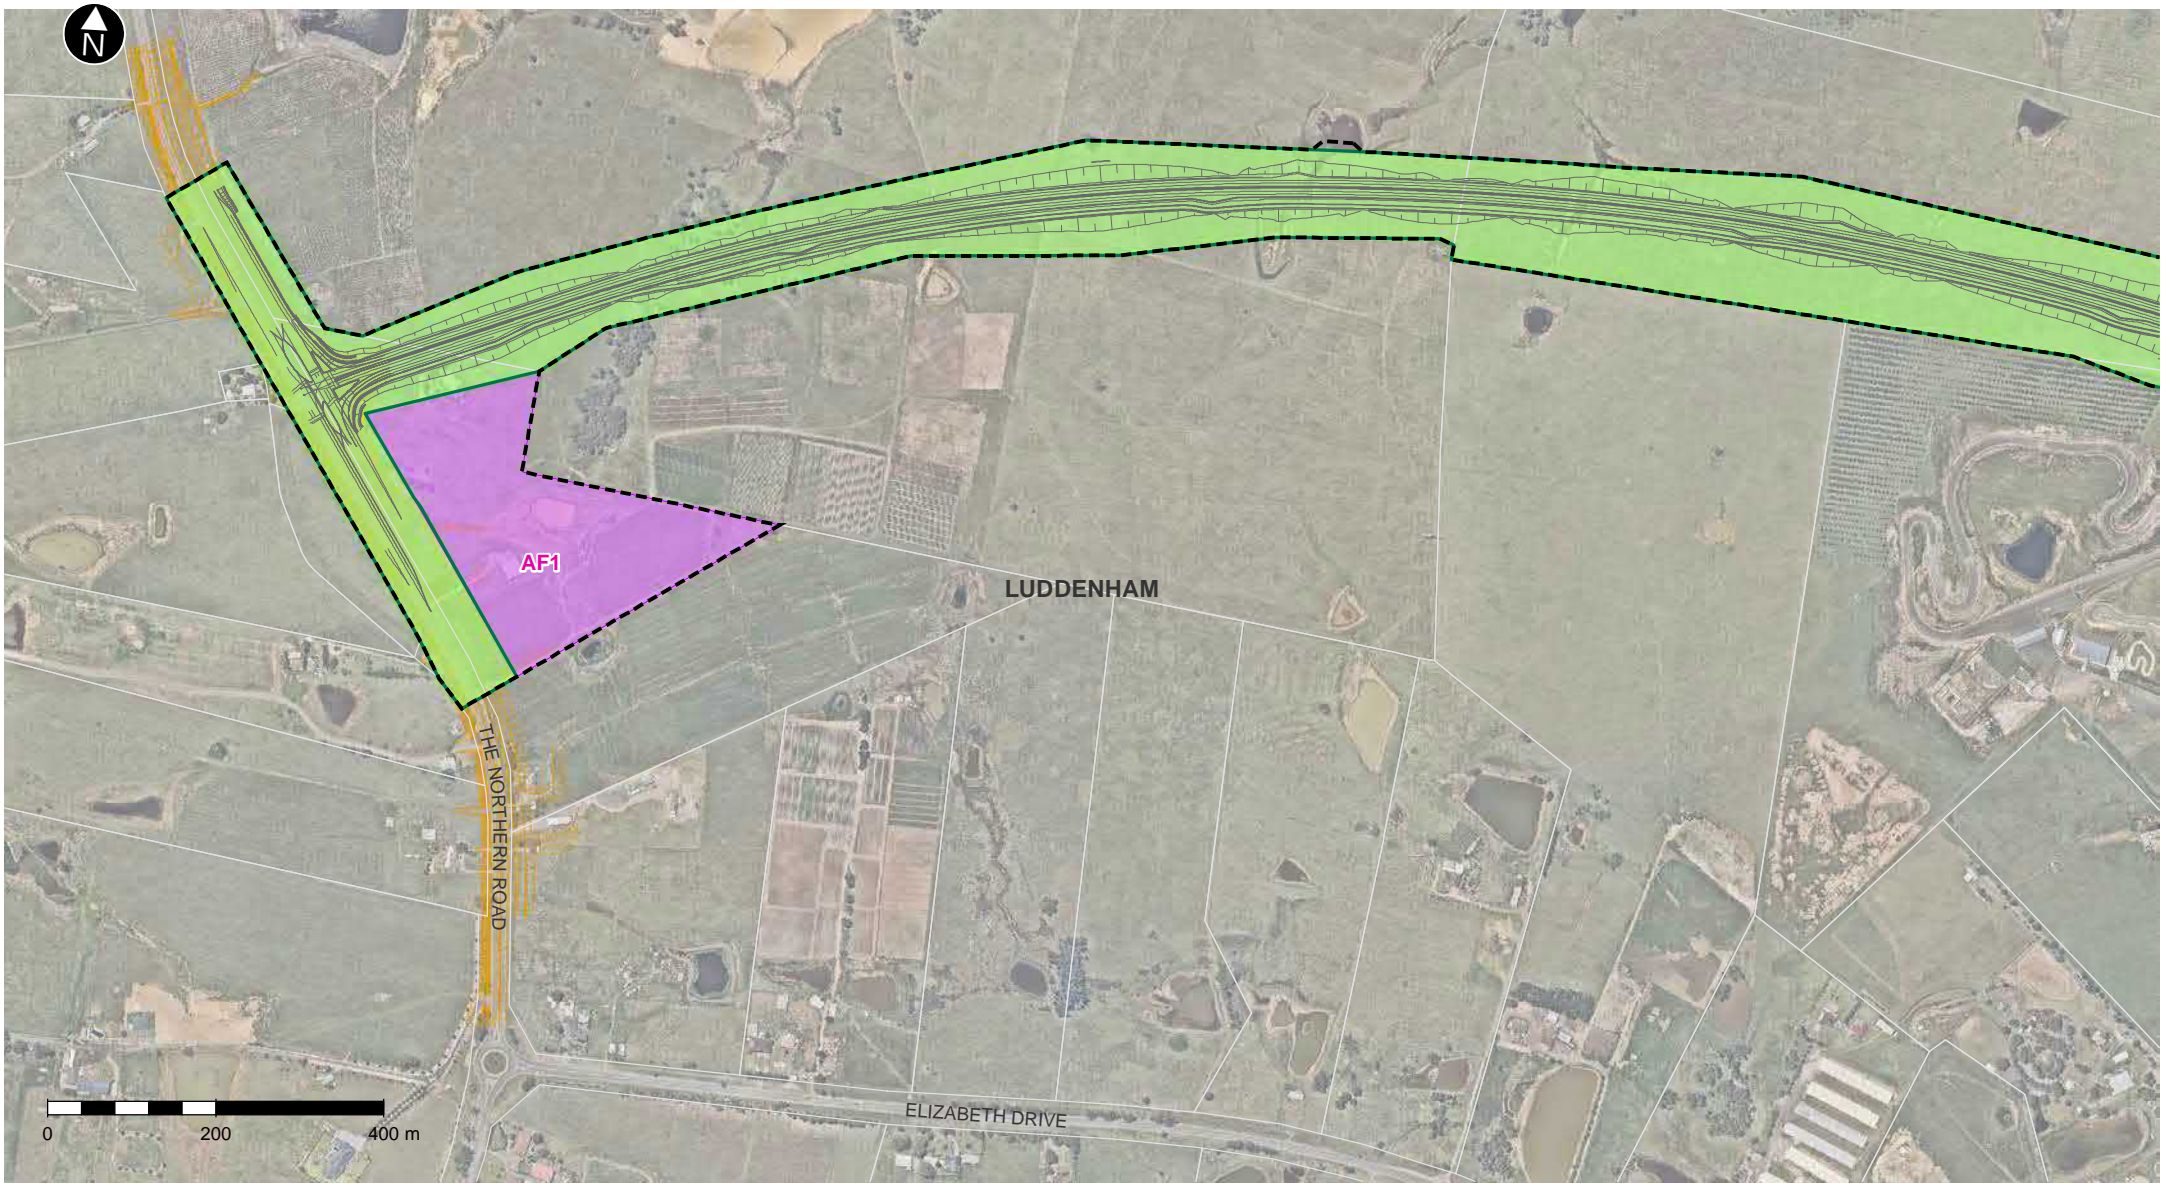 N
AF1
LUDDENHAM
THE NORTHERN ROAD
ELIZABETH DRIVE
0 200 400 m